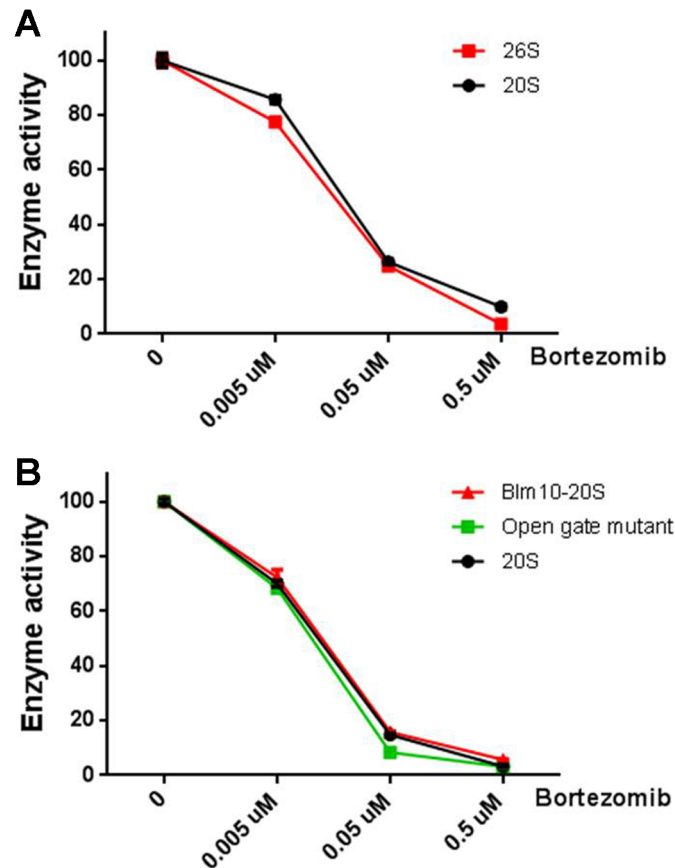 A
Enzyme activity
100
80
60
40
20
0
26S
20S
0
0.005 uM
0.05 uM
0.5 uM
Bortezomib
B
Enzyme activity
100
80
60
40
20
0
Blm10-20S
Open gate mutant
20S
0
0.005 uM
0.05 uM
0.5 uM
Bortezomib